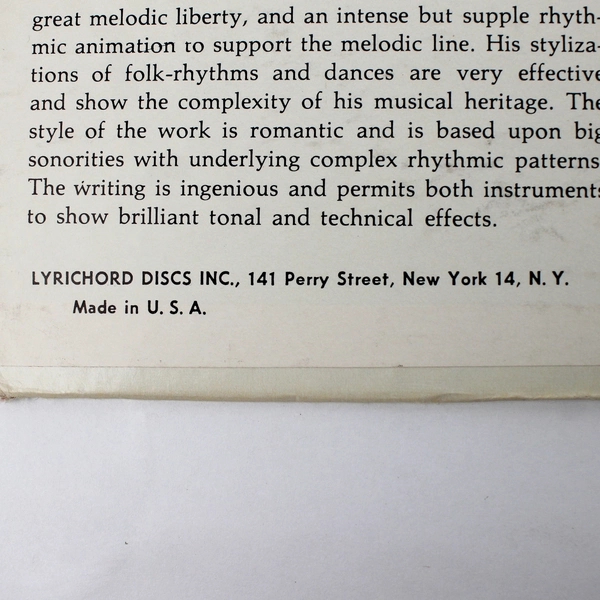 great melodic liberty, and an intense but supple rhyth-
mic animation to support the melodic line. His styliza-
tions of folk-rhythms and dances are very effective
and show the complexity of his musical heritage. The
style of the work is romantic and is based upon big
sonorities with underlying complex rhythmic patterns
The writing is ingenious and permits both instruments
to show brilliant tonal and technical effects.
LYRICHORD DISCS INC., 141 Perry Street, New York 14, N. Y.
Made in U. S. A.